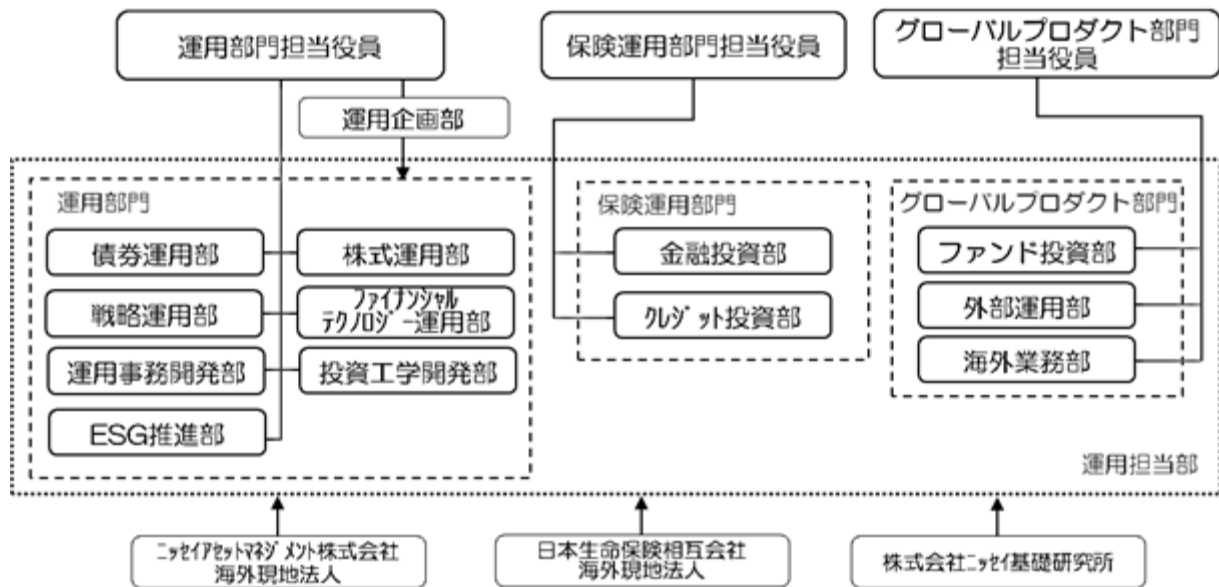 運用部門担当役員
保険運用部門担当役員
グローバルプロダクト部門
担当役員
運用企画部
運用部門
債券運用部
株式運用部
戦略運用部
ファイナンシャル
テクノロジー運用部
運用事務開発部
投資工学開発部
ESG推進部
保険運用部門
金融投資部
クレジット投資部
グローバルプロダクト部門
ファンド投資部
外部運用部
海外業務部
運用担当部
ニッセイアセットマネジメント株式会社
海外現地法人
日本生命保険相互会社
海外現地法人
株式会社ニッセイ基礎研究所